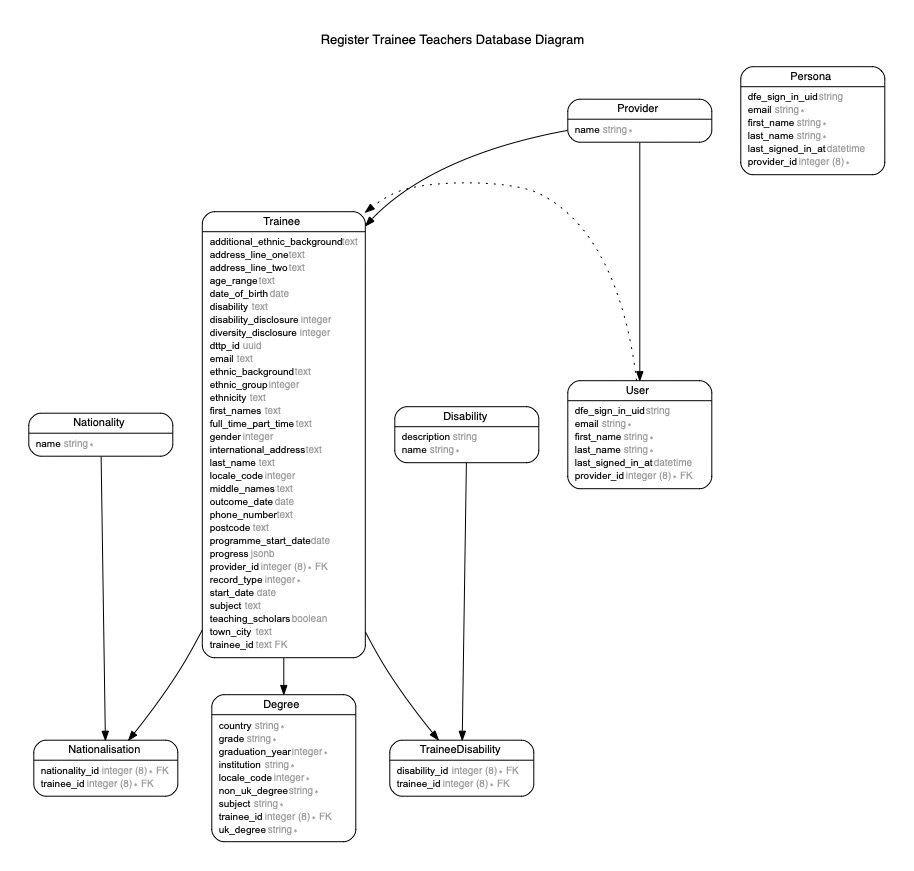 Register Trainee Teachers Database Diagram
Persona
dfe_sign_in_uid string
email string *
first_name string *
last_name string *
last_signed_in_at datetime
provider_id integer (8) *
Provider
name string *
Trainee
additional_ethnic_background text
address_line_one text
address_line_two text
age_range text
date_of_birth date
disability text
disability_disclosure integer
diversity_disclosure integer
dttp_id uuid
email text
ethnic_background text
ethnic_group integer
ethnicity text
first_names text
full_time_part_time text
gender integer
international_address text
last_name text
locale_code integer
middle_names text
outcome_date date
phone_number text
postcode text
programme_start_date date
progress jsonb
provider_id integer (8) * FK
record_type integer *
start_date date
subject text
teaching_scholars boolean
town_city text
trainee_id text FK
User
dfe_sign_in_uid string
email string *
first_name string *
last_name string *
last_signed_in_at datetime
provider_id integer (8) * FK
Nationality
name string *
Disability
description string
name string *
Degree
country string *
grade string *
graduation_year integer *
institution string *
locale_code integer *
non_uk_degree string *
subject string *
trainee_id integer (8) * FK
uk_degree string *
Nationalisation
nationality_id integer (8) * FK
trainee_id integer (8) * FK
TraineeDisability
disability_id integer (8) * FK
trainee_id integer (8) * FK